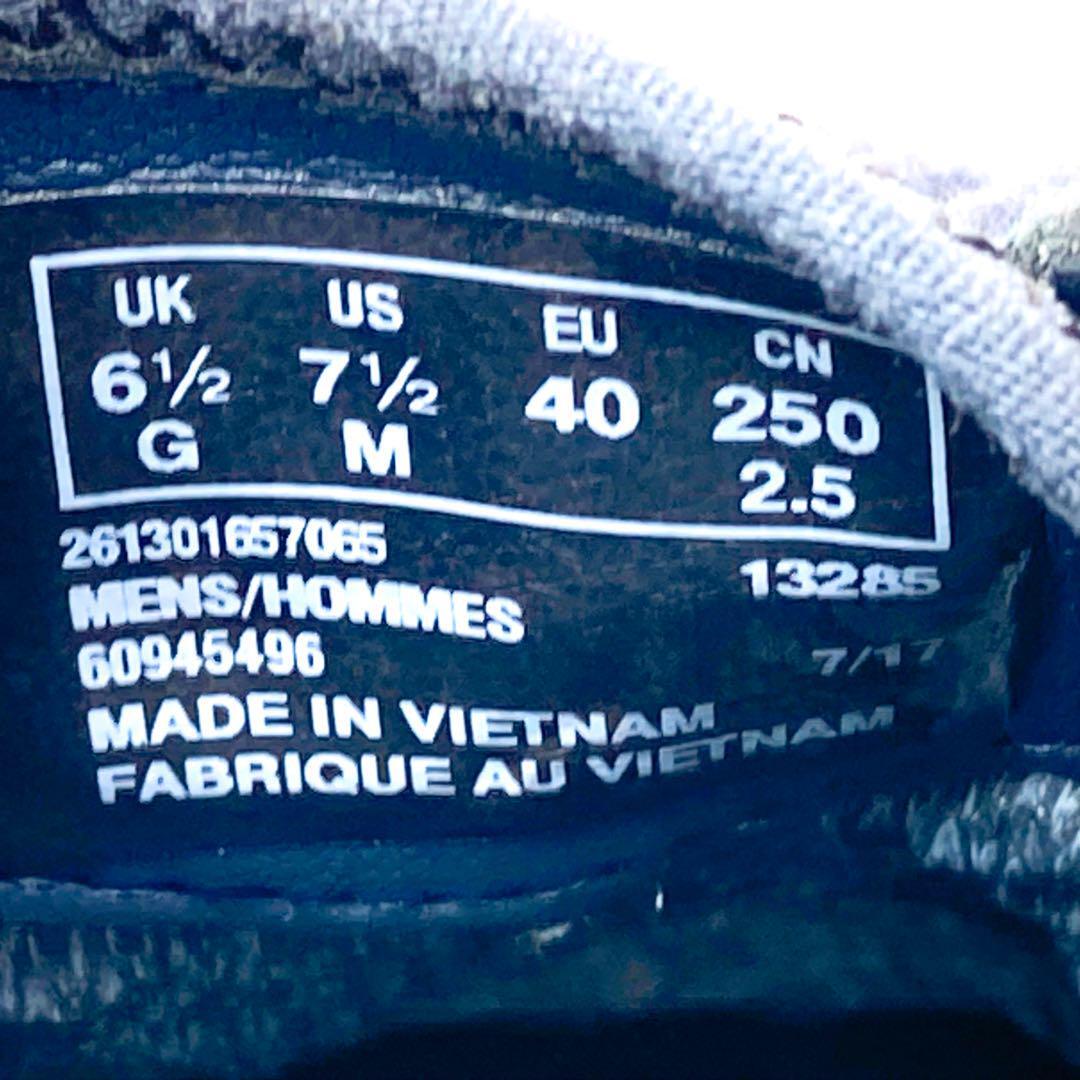 UK US EU CN
6½ 7½ 40 250
G M 2.5
261301657065 13285
MENS/HOMMES
60945496 7/17
MADE IN VIETNAM
FABRIQUE AU VIETNAM